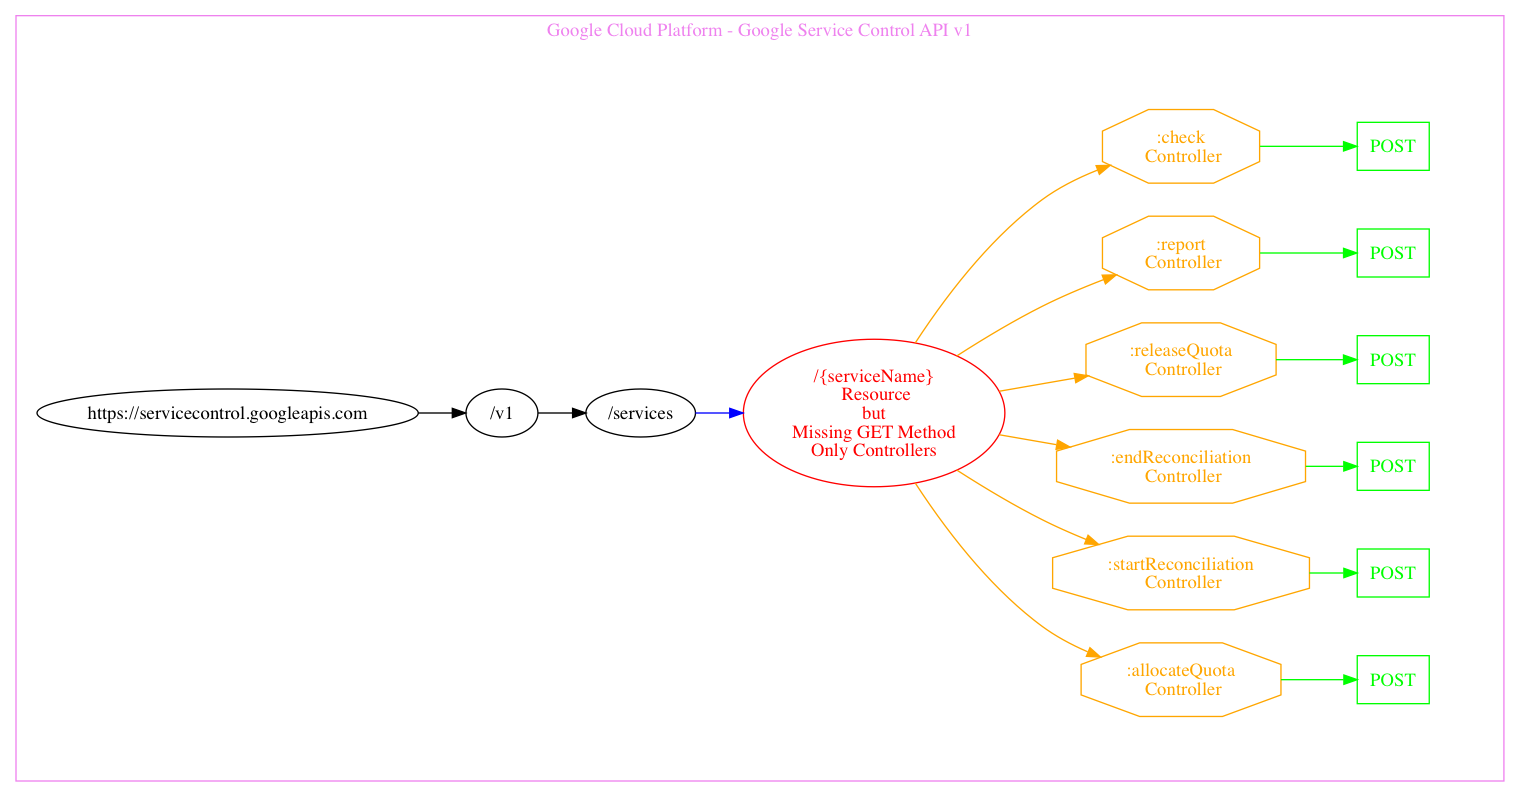 Google Cloud Platform - Google Service Control API v1
https://servicecontrol.googleapis.com
/v1
/services
/{serviceName}
Resource
but
Missing GET Method
Only Controllers
:check
Controller
POST
:report
Controller
POST
:releaseQuota
Controller
POST
:endReconciliation
Controller
POST
:startReconciliation
Controller
POST
:allocateQuota
Controller
POST